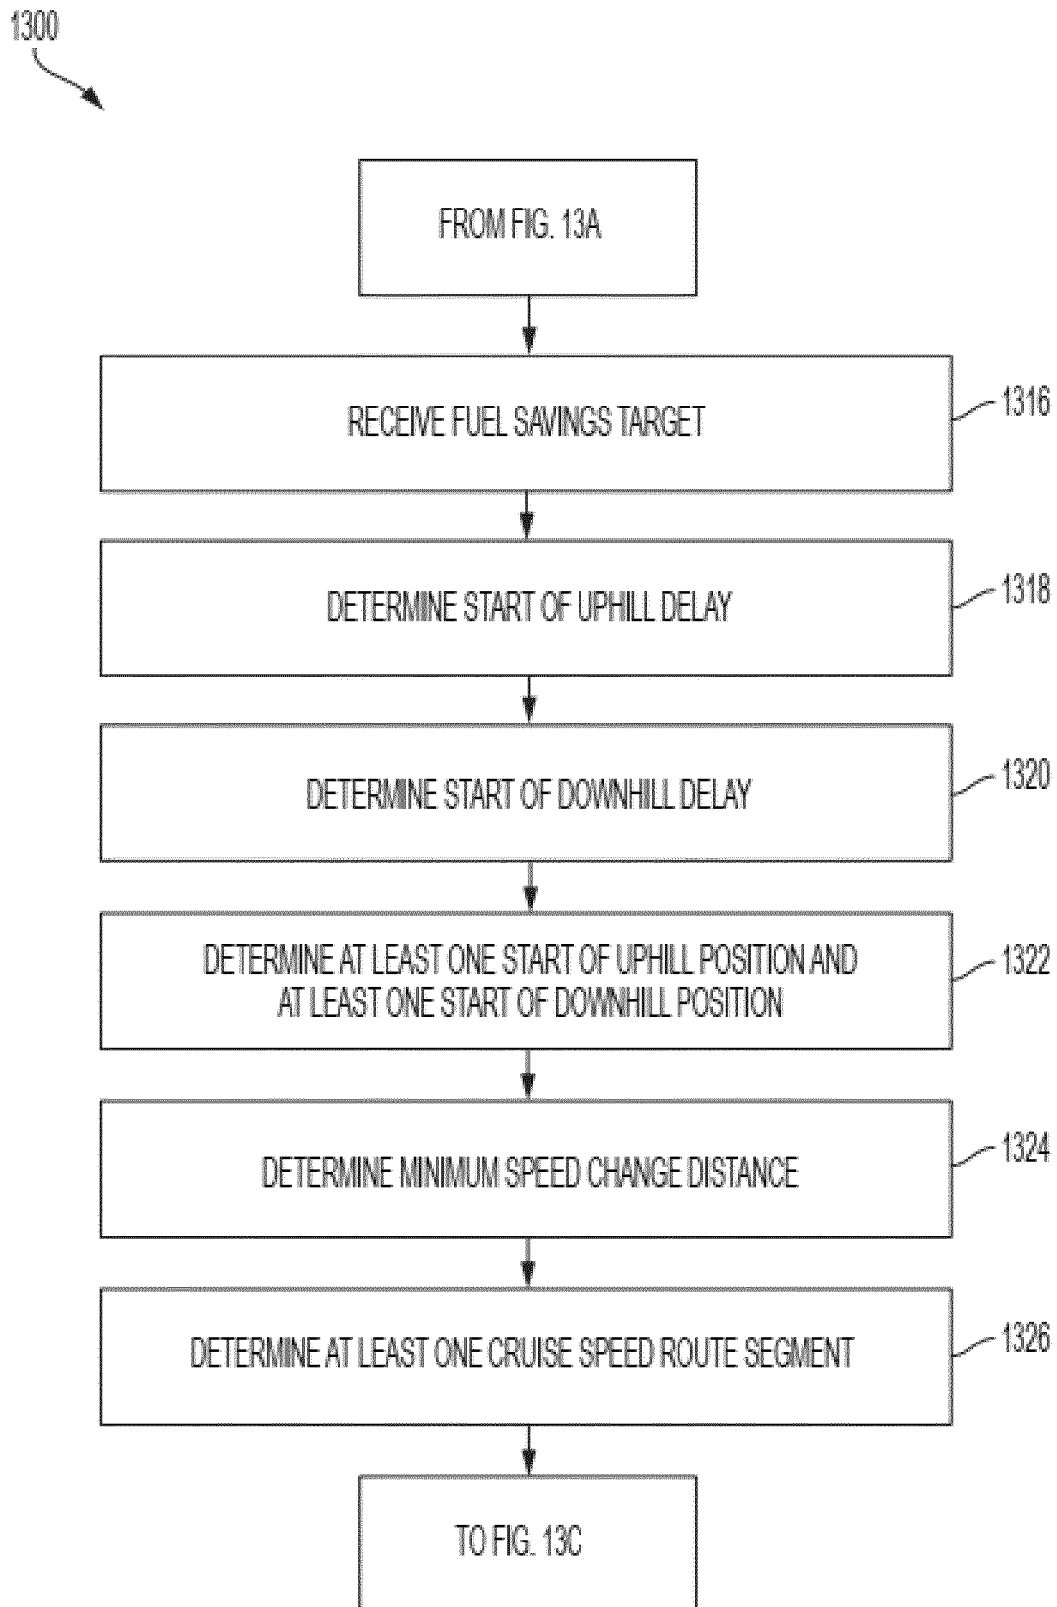 1300
FROM FIG. 13A
RECEIVE FUEL SAVINGS TARGET
1316
DETERMINE START OF UPHILL DELAY
1318
DETERMINE START OF DOWNHILL DELAY
1320
DETERMINE AT LEAST ONE START OF UPHILL POSITION AND
AT LEAST ONE START OF DOWNHILL POSITION
1322
DETERMINE MINIMUM SPEED CHANGE DISTANCE
1324
DETERMINE AT LEAST ONE CRUISE SPEED ROUTE SEGMENT
1326
TO FIG. 13C